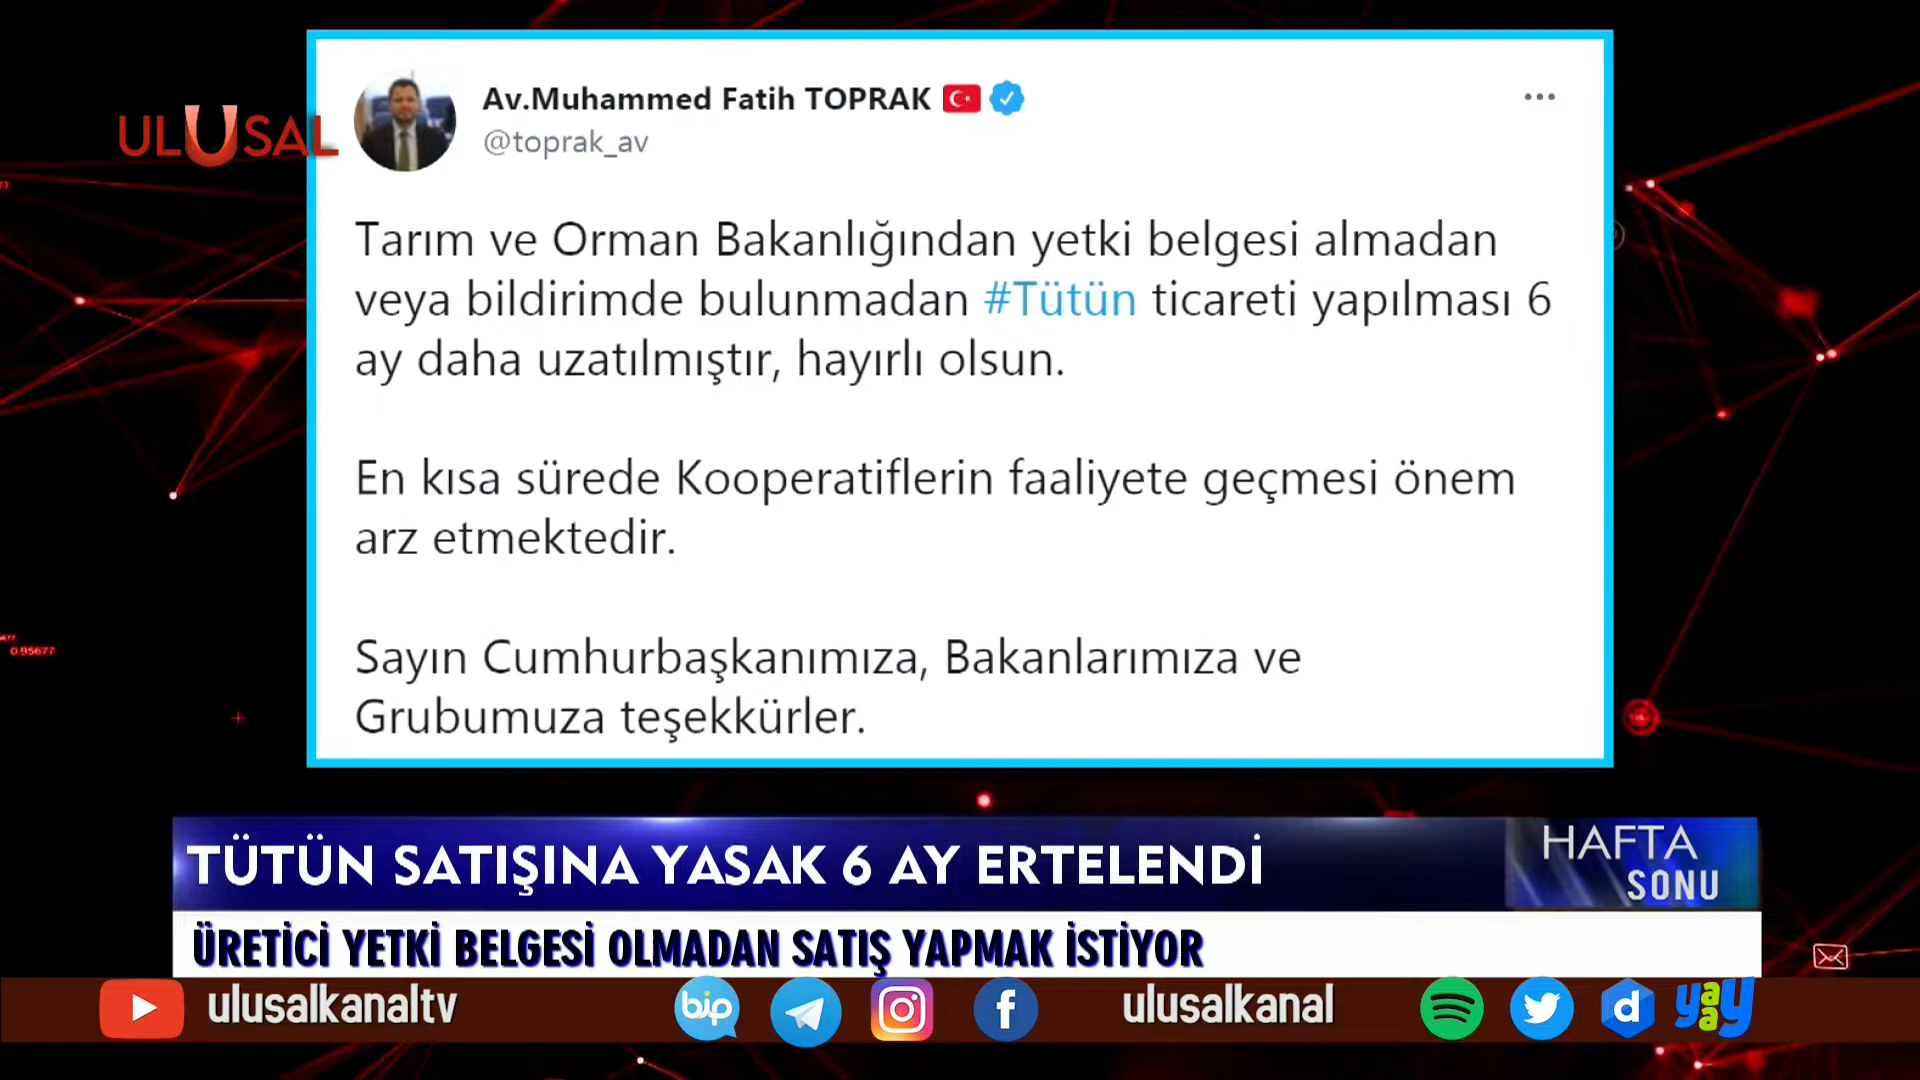 ULUSAL
Av.Muhammed Fatih TOPRAK
@toprak_av
Tarım ve Orman Bakanlığından yetki belgesi almadan
veya bildirimde bulunmadan #Tütün ticareti yapılması 6
ay daha uzatılmıştır, hayırlı olsun.
En kısa sürede Kooperatiflerin faaliyete geçmesi önem
arz etmektedir.
Sayın Cumhurbaşkanımıza, Bakanlarımıza ve
Grubumuza teşekkürler.
0.95677
TÜTÜN SATIŞINA YASAK 6 AY ERTELENDİ
HAFTA
SONU
ÜRETİCİ YETKİ BELGESİ OLMADAN SATIŞ YAPMAK İSTİYOR
ulusalkanaltv
bip
ulusalkanal
d
yaay